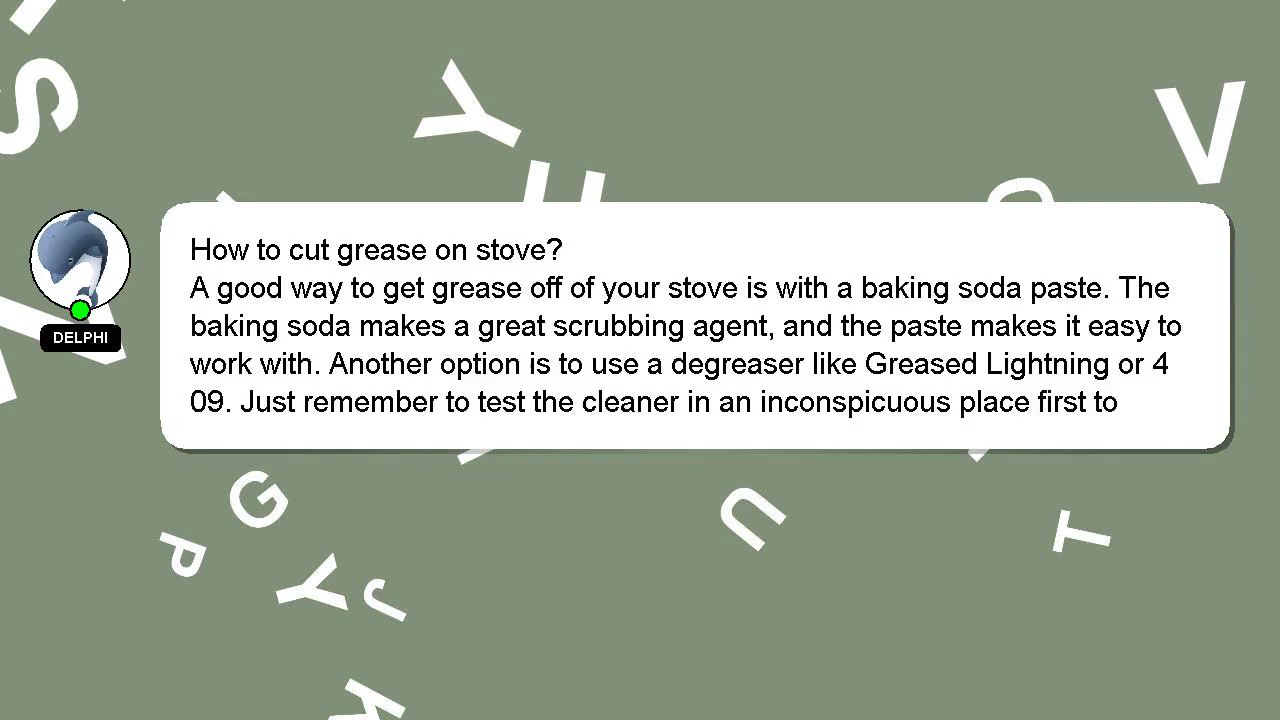 How to cut grease on stove?
A good way to get grease off of your stove is with a baking soda paste. The
baking soda makes a great scrubbing agent, and the paste makes it easy to
work with. Another option is to use a degreaser like Greased Lightning or 4
09. Just remember to test the cleaner in an inconspicuous place first to
DELPHI
S
Y
V
G
P
Y
J
U
T
K